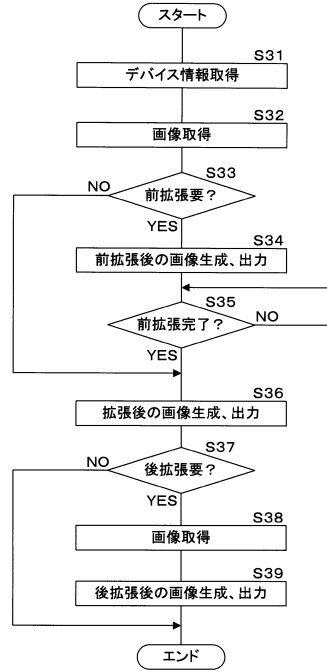 スタート
S31
デバイス情報取得
S32
画像取得
S33
前拡張要？
NO
YES
S34
前拡張後の画像生成、出力
S35
前拡張完了？
NO
YES
S36
拡張後の画像生成、出力
S37
後拡張要？
NO
YES
S38
画像取得
S39
後拡張後の画像生成、出力
エンド